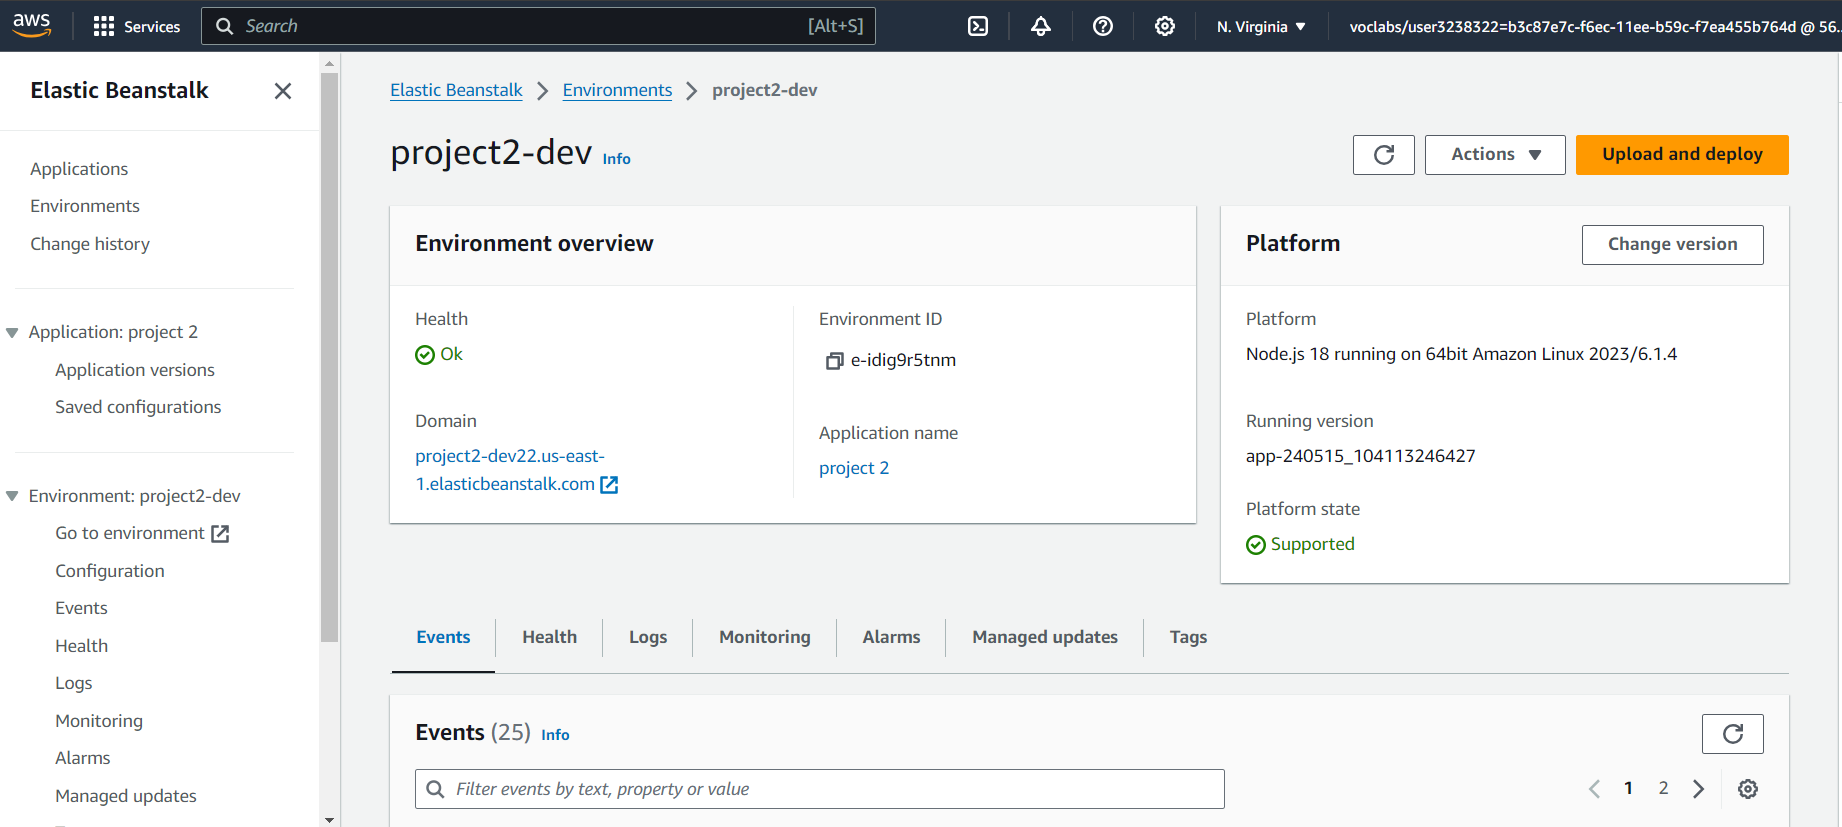 aws
Services
Search
[Alt+S]
N. Virginia
voclabs/user3238322=b3c87e7c-f6ec-11ee-b59c-f7ea455b764d @ 56...
Elastic Beanstalk
Applications
Environments
Change history
Application: project 2
Application versions
Saved configurations
Environment: project2-dev
Go to environment
Configuration
Events
Health
Logs
Monitoring
Alarms
Managed updates
Elastic Beanstalk
Environments
project2-dev
project2-dev Info
Actions
Upload and deploy
Environment overview
Health
Ok
Domain
project2-dev22.us-east-
1.elasticbeanstalk.com
Environment ID
e-idig9r5tnm
Application name
project 2
Platform
Change version
Platform
Node.js 18 running on 64bit Amazon Linux 2023/6.1.4
Running version
app-240515_104113246427
Platform state
Supported
Events
Health
Logs
Monitoring
Alarms
Managed updates
Tags
Events (25) Info
Filter events by text, property or value
1
2